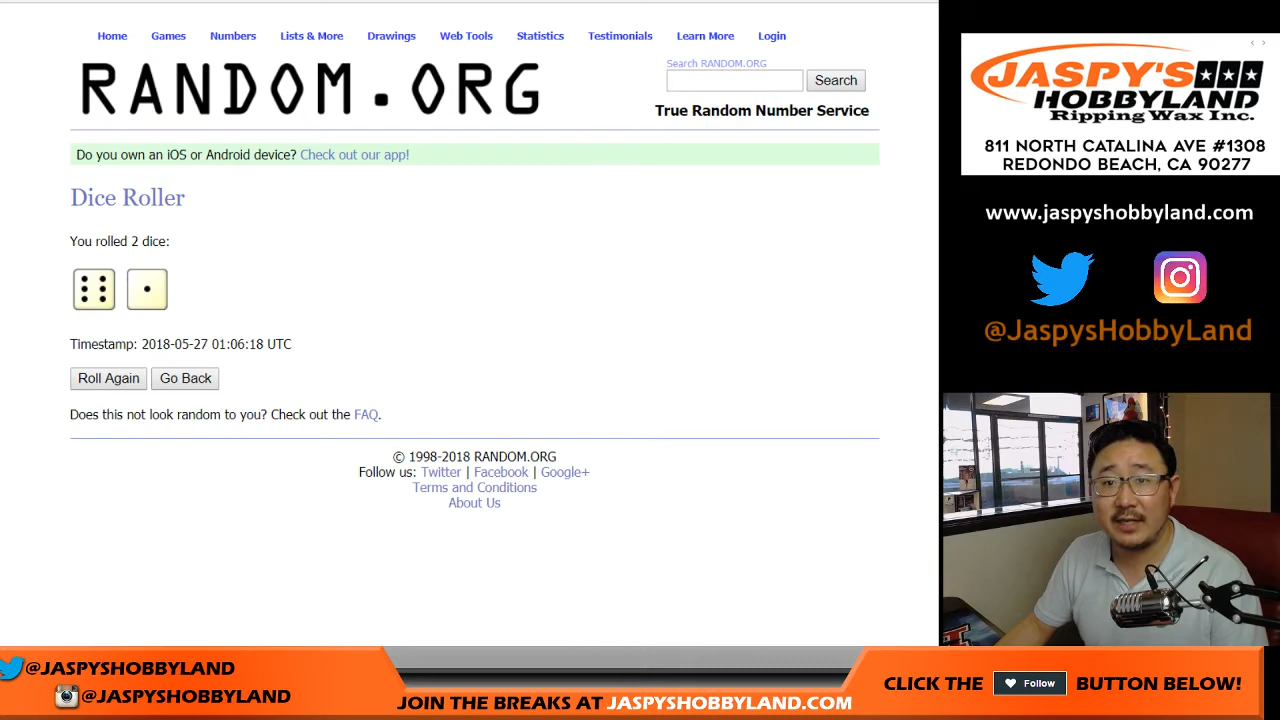 Home Games Numbers Lists & More Drawings Web Tools Statistics Testimonials Learn More Login
RANDOM.ORG
Search RANDOM.ORG
Search
True Random Number Service
Do you own an iOS or Android device? Check out our app!
Dice Roller
You rolled 2 dice:
Timestamp: 2018-05-27 01:06:18 UTC
Roll Again Go Back
Does this not look random to you? Check out the FAQ.
© 1998-2018 RANDOM.ORG
Follow us: Twitter | Facebook | Google+
Terms and Conditions
About Us
JASPY'S
HOBBYLAND
Ripping Wax Inc.
811 NORTH CATALINA AVE #1308
REDONDO BEACH, CA 90277
www.jaspyshobbyland.com
@JaspysHobbyLand
@JASPYSHOBBYLAND
@JASPYSHOBBYLAND
JOIN THE BREAKS AT JASPYSHOBBYLAND.COM
CLICK THE Follow BUTTON BELOW!